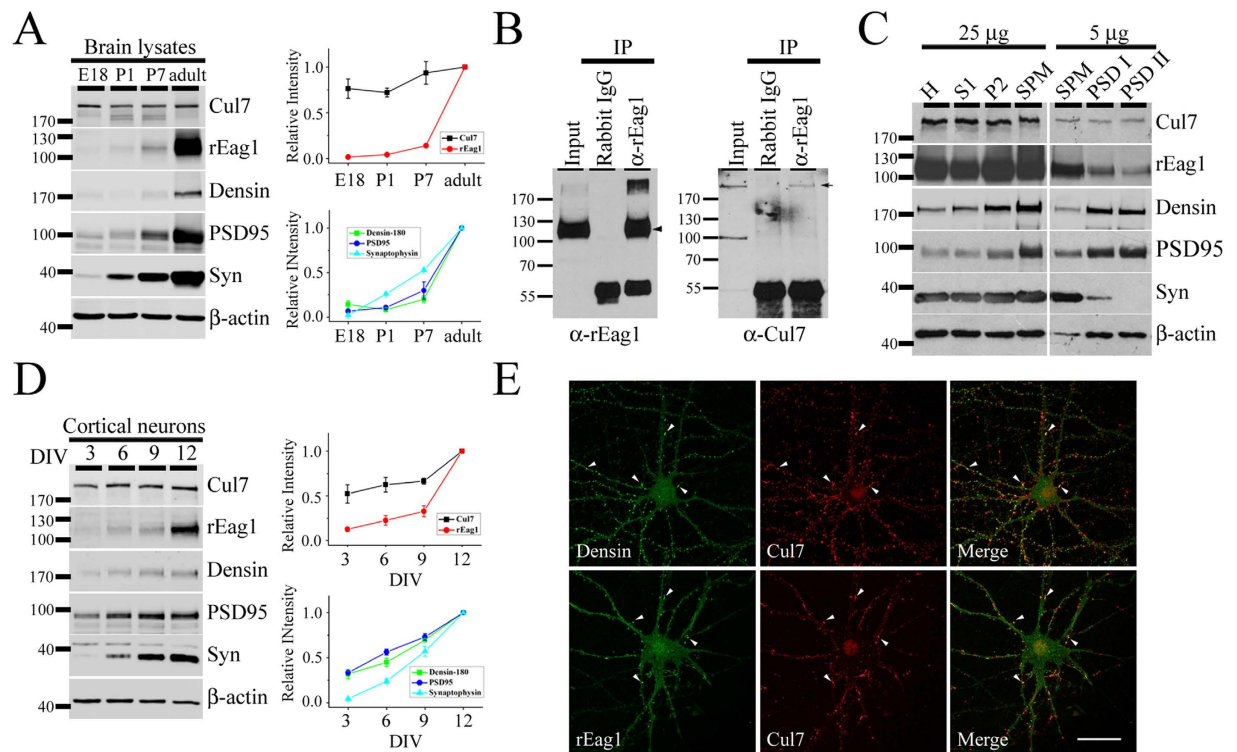 A
Brain lysates
E18 P1 P7 adult
170
Cul7
130
100
rEag1
170
Densin
100
PSD95
40
Syn
40
β-actin
Relative Intensity
1.0
0.5
0.0
Cul7
rEag1
E18 P1 P7 adult
Relative INtensity
1.0
0.5
0.0
Densin-180
PSD95
Synaptophysin
E18 P1 P7 adult
B
IP
Input
Rabbit IgG
α-rEag1
170
130
100
70
55
α-rEag1
IP
Input
Rabbit IgG
α-rEag1
170
130
100
70
55
α-Cul7
C
25 μg
5 μg
H
S1
P2
SPM
SPM
PSD I
PSD II
170
Cul7
130
100
rEag1
170
Densin
100
PSD95
40
Syn
40
β-actin
D
Cortical neurons
DIV 3 6 9 12
170
Cul7
130
100
rEag1
170
Densin
100
PSD95
40
Syn
40
β-actin
Relative Intensity
1.0
0.5
0.0
Cul7
rEag1
3 6 9 12
DIV
Relative INtensity
1.0
0.5
0.0
Densin-180
PSD95
Synaptophysin
3 6 9 12
DIV
E
Densin
Cul7
Merge
rEag1
Cul7
Merge